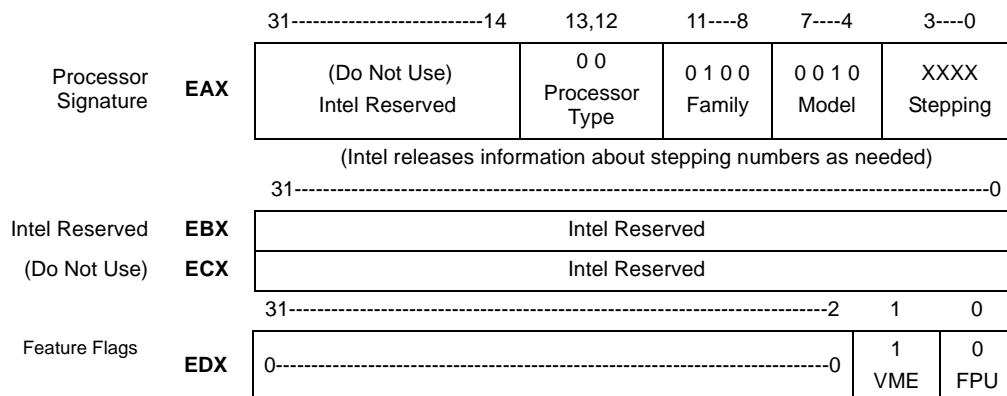 31---------------------------14 13,12 11----8 7----4 3----0
Processor Signature EAX
(Do Not Use)
Intel Reserved
0 0
Processor
Type
0 1 0 0
Family
0 0 1 0
Model
XXXX
Stepping
(Intel releases information about stepping numbers as needed)
31--------------------------------------------------------------------------------------------------0
Intel Reserved EBX Intel Reserved
(Do Not Use) ECX Intel Reserved
31-------------------------------------------------------------------------------2 1 0
Feature Flags EDX
0------------------------------------------------------------------------------0
1
VME
0
FPU